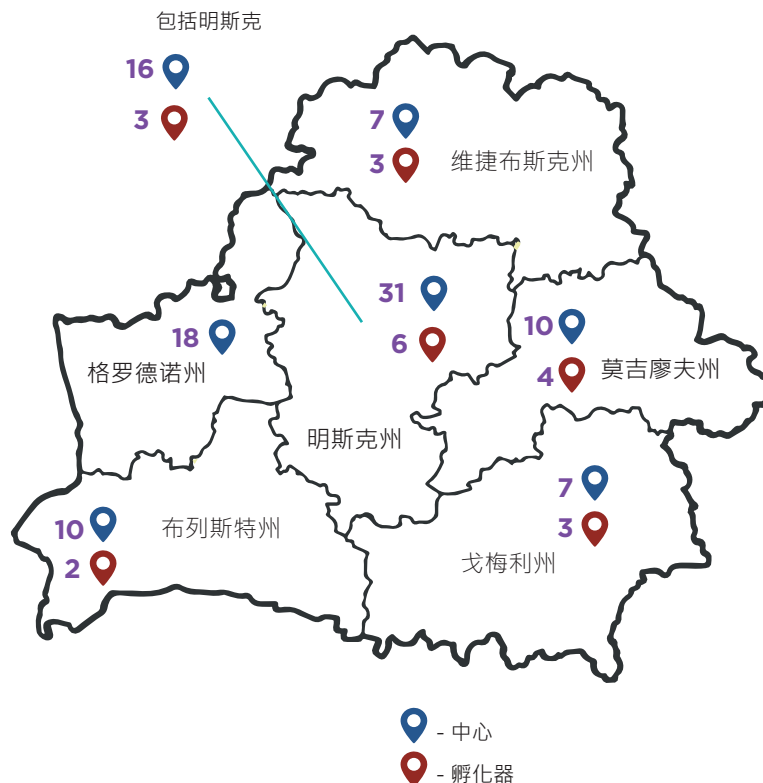 包括明斯克
16
3
7
3
维捷布斯克州
31
6
18
格罗德诺州
10
4
莫吉廖夫州
明斯克州
7
3
戈梅利州
10
2
布列斯特州
- 中心
- 孵化器